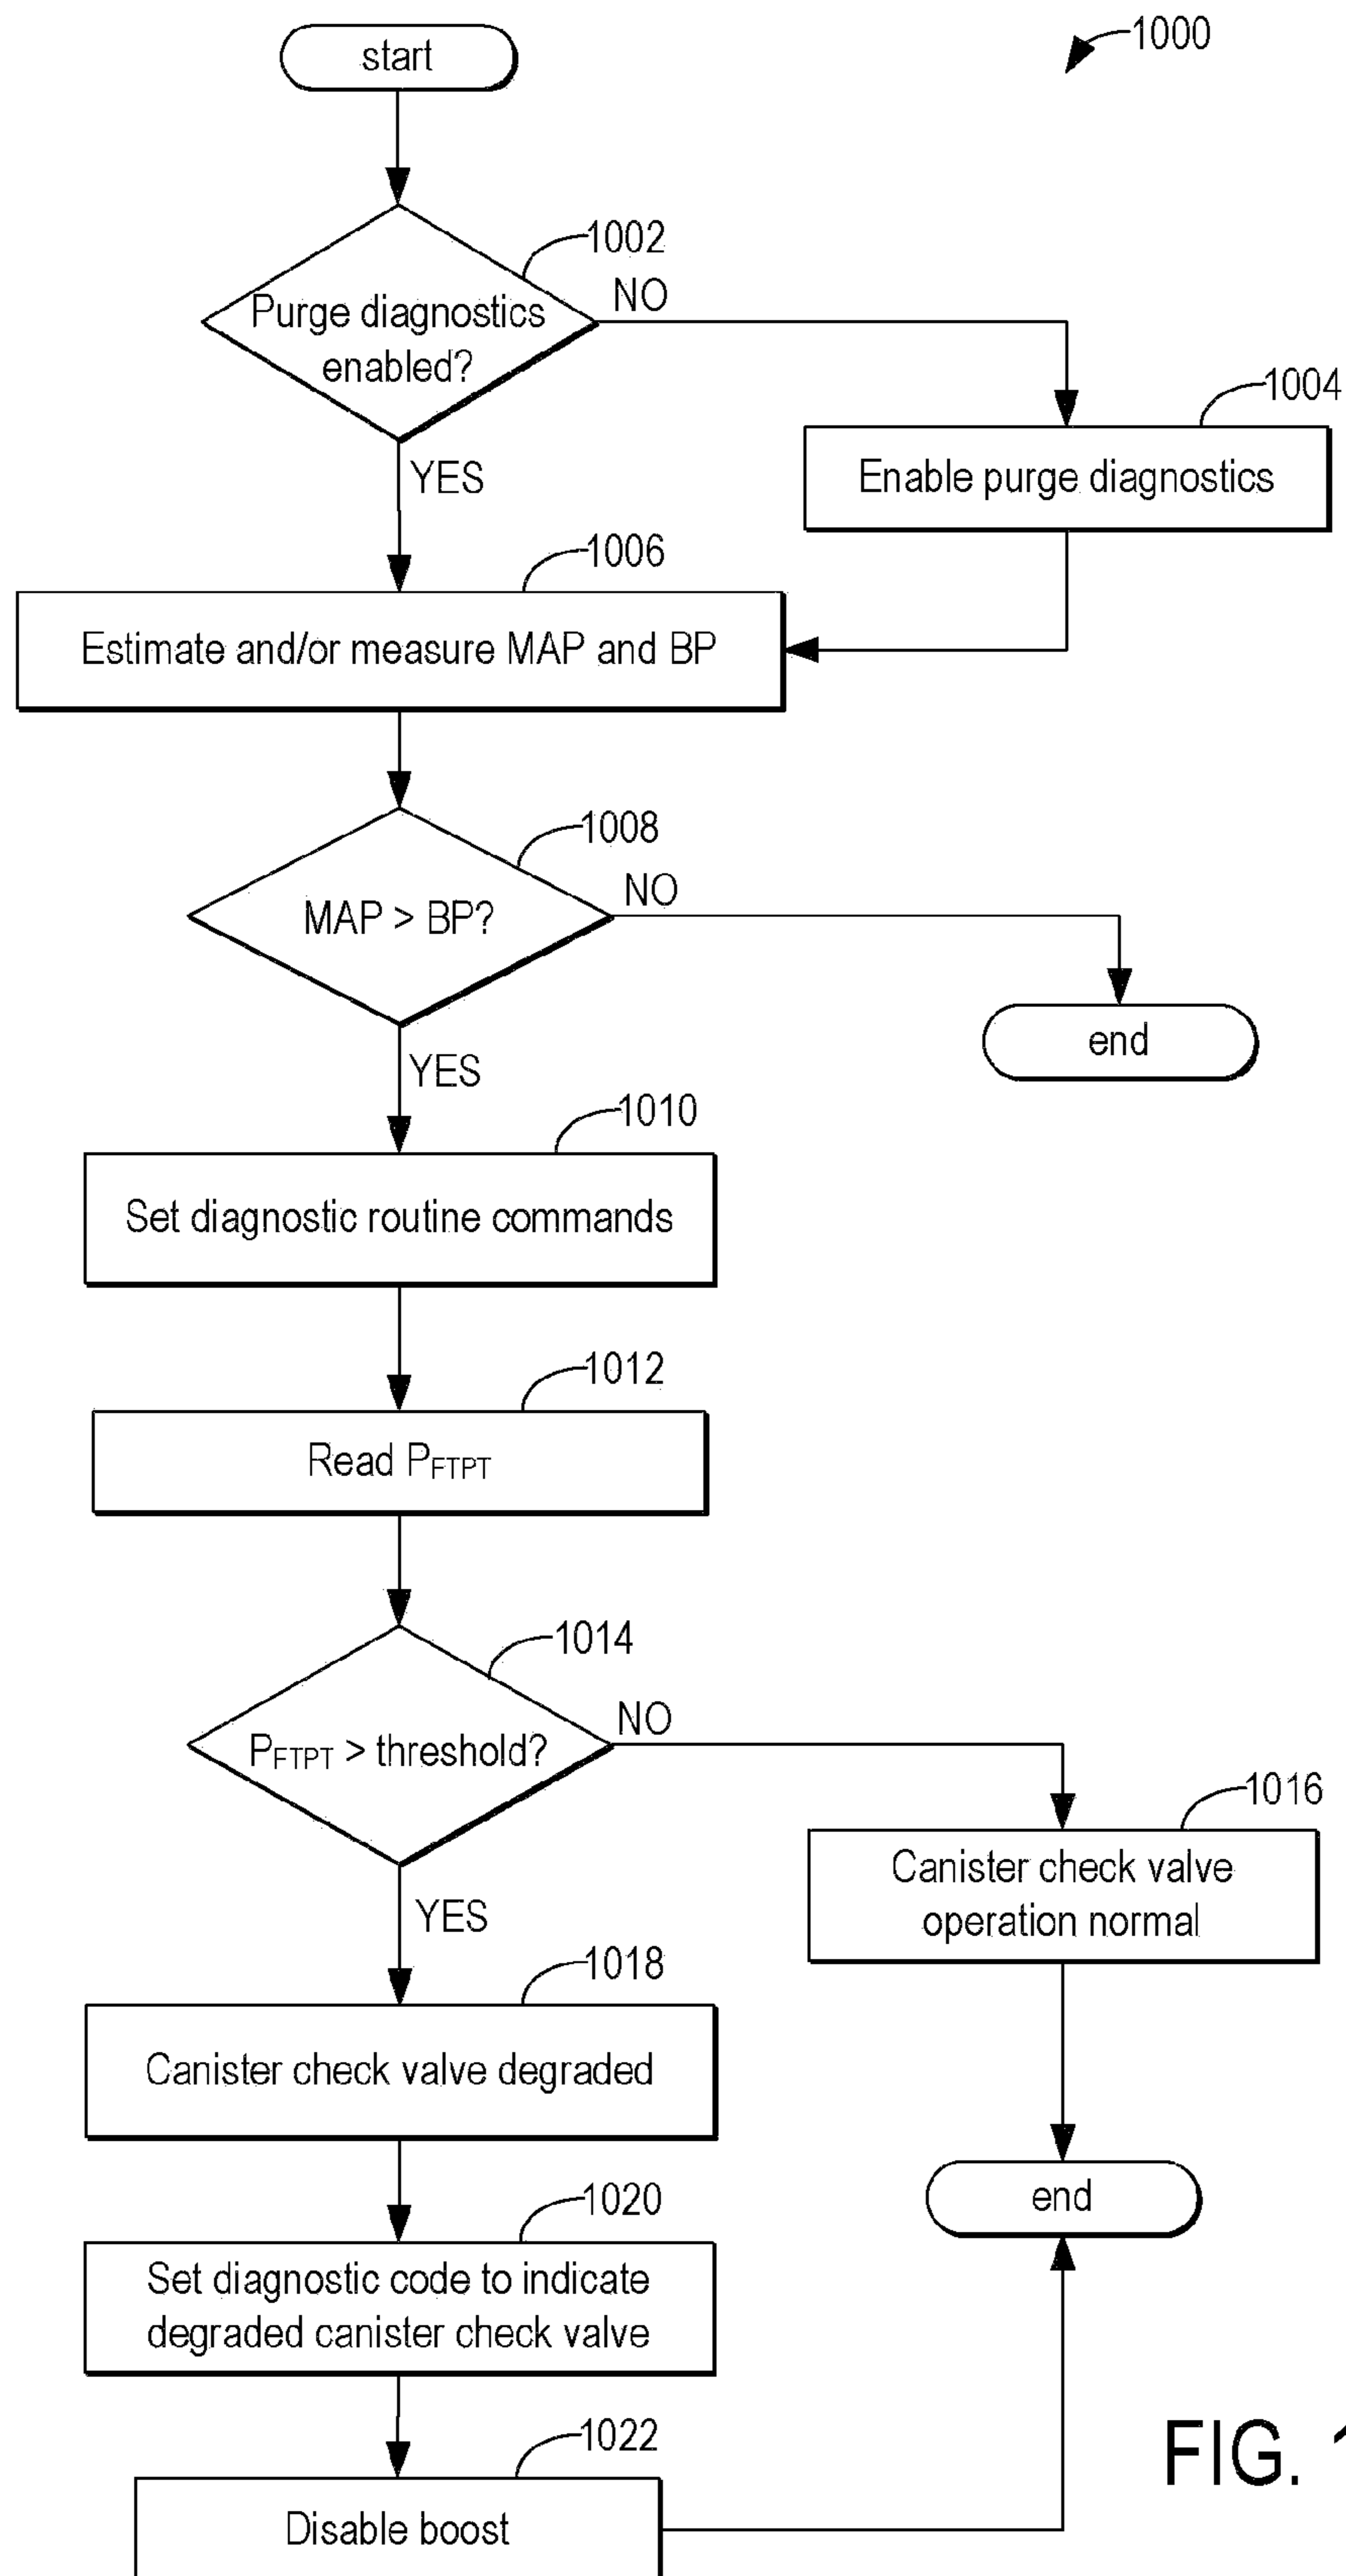 start
1000
1002
Purge diagnostics
enabled?
NO
YES
1004
Enable purge diagnostics
1006
Estimate and/or measure MAP and BP
1008
MAP > BP?
NO
end
YES
1010
Set diagnostic routine commands
1012
Read PFTPT
1014
PFTPT > threshold?
NO
1016
Canister check valve
operation normal
YES
1018
Canister check valve degraded
end
1020
Set diagnostic code to indicate
degraded canister check valve
1022
Disable boost
FIG.